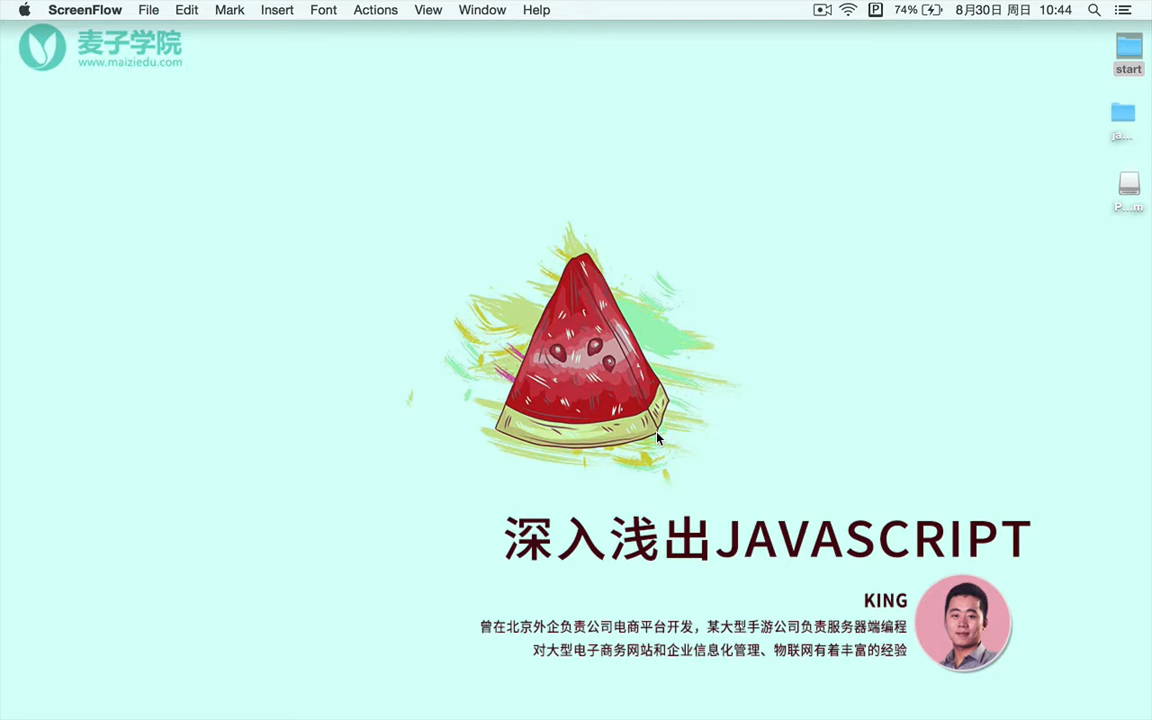 ScreenFlow File Edit Mark Insert Font Actions View Window Help 74% 8月30日 周日 10:44
麦子学院
www.maiziedu.com
start
ja...
P...m
深入浅出JAVASCRIPT
KING
曾在北京外企负责公司电商平台开发，某大型手游公司负责服务器端编程
对大型电子商务网站和企业信息化管理、物联网有着丰富的经验